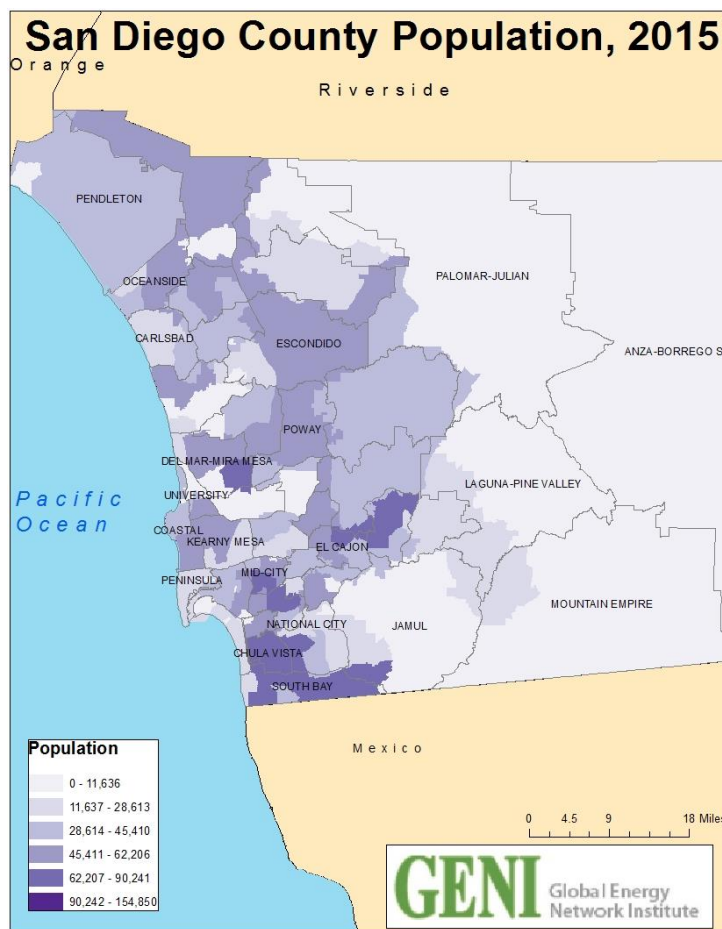 San Diego County Population, 2015
Orange
Riverside
PENDLETON
OCEANSIDE
PALOMAR-JULIAN
CARLSBAD
ESCONDIDO
ANZA-BORREGO S
POWAY
DEL MAR-MIRA MESA
LAGUNA-PINE VALLEY
UNIVERSITY
Pacific
Ocean
COASTAL
KEARNY MESA
EL CAJON
MID-CITY
PENINSULA
MOUNTAIN EMPIRE
NATIONAL CITY
JAMUL
CHULA VISTA
SOUTH BAY
Mexico
Population
0 - 11,636
11,637 - 28,613
28,614 - 45,410
45,411 - 62,206
62,207 - 90,241
90,242 - 154,850
0 4.5 9 18 Miles
GENI
Global Energy
Network Institute